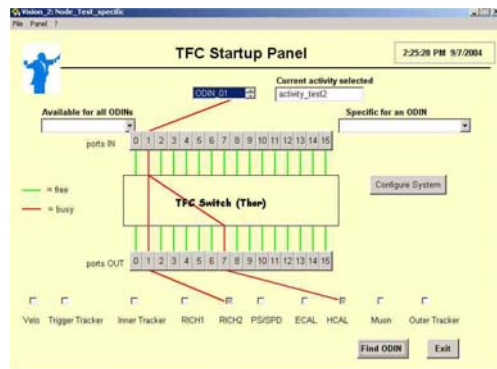 Vision_2: Node_Test_specific
File Panel ?
TFC Startup Panel
2:25:28 PM 9/7/2004
Current activity selected
ODIN_01
activity_test2
Available for all ODINs
Specific for an ODIN
ports IN
0 1 2 3 4 5 6 7 8 9 10 11 12 13 14 15
= free
= busy
TFC Switch (Thor)
Configure System
ports OUT
0 1 2 3 4 5 6 7 8 9 10 11 12 13 14 15
Velo Trigger Tracker Inner Tracker RICH1 RICH2 PS/SPD ECAL HCAL Muon Outer Tracker
Find ODIN Exit